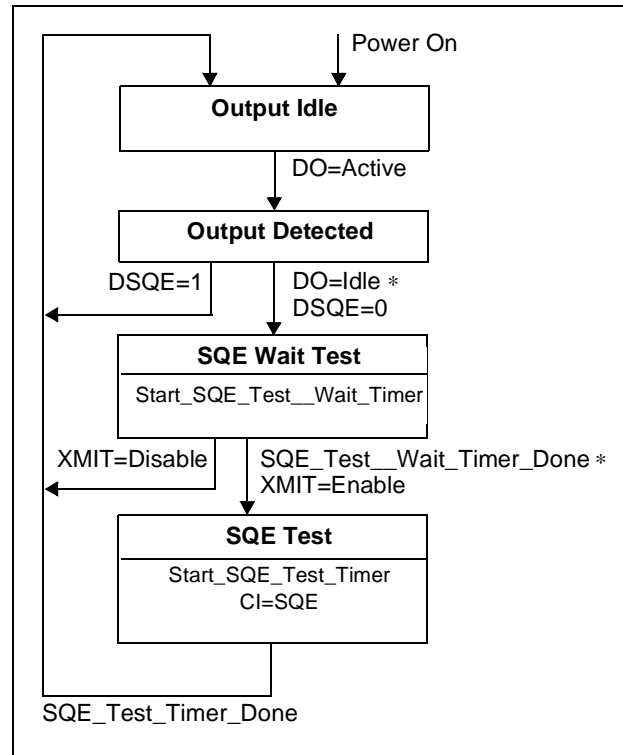 Power On
Output Idle
DO=Active
Output Detected
DSQE=1
DO=Idle *
DSQE=0
SQE Wait Test
Start_SQE_Test__Wait_Timer
XMIT=Disable
SQE_Test__Wait_Timer_Done *
XMIT=Enable
SQE Test
Start_SQE_Test_Timer
CI=SQE
SQE_Test_Timer_Done